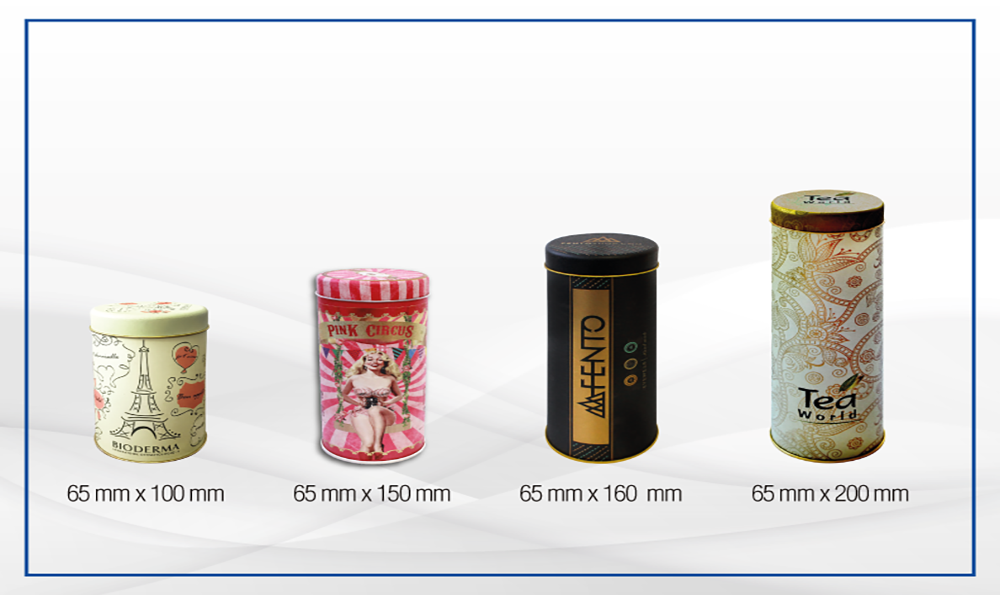 Tea
World
PINK CIRCUS
MFENTO
BIODERMA
Tea
World
65 mm x 100 mm
65 mm x 150 mm
65 mm x 160 mm
65 mm x 200 mm